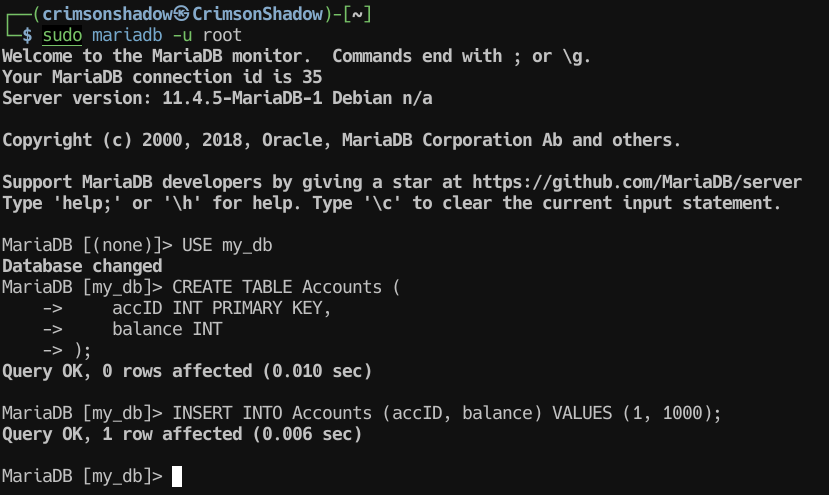 ┌──(crimsonshadow㉿CrimsonShadow)-[~]
└─$ sudo mariadb -u root
Welcome to the MariaDB monitor.  Commands end with ; or \g.
Your MariaDB connection id is 35
Server version: 11.4.5-MariaDB-1 Debian n/a

Copyright (c) 2000, 2018, Oracle, MariaDB Corporation Ab and others.

Support MariaDB developers by giving a star at https://github.com/MariaDB/server
Type 'help;' or '\h' for help. Type '\c' to clear the current input statement.

MariaDB [(none)]> USE my_db
Database changed
MariaDB [my_db]> CREATE TABLE Accounts (
    ->     accID INT PRIMARY KEY,
    ->     balance INT
    -> );
Query OK, 0 rows affected (0.010 sec)

MariaDB [my_db]> INSERT INTO Accounts (accID, balance) VALUES (1, 1000);
Query OK, 1 row affected (0.006 sec)

MariaDB [my_db]>